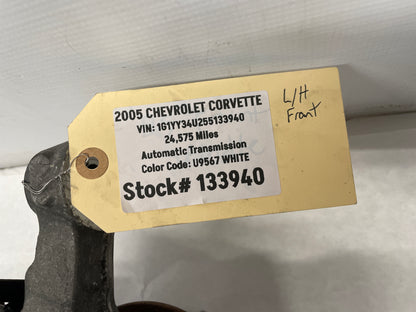 2005 CHEVROLET CORVETTE
VIN: 1G1YY34U255133940
24,575 Miles
Automatic Transmission
Color Code: U9567 WHITE
Stock# 133940
L/H
Front